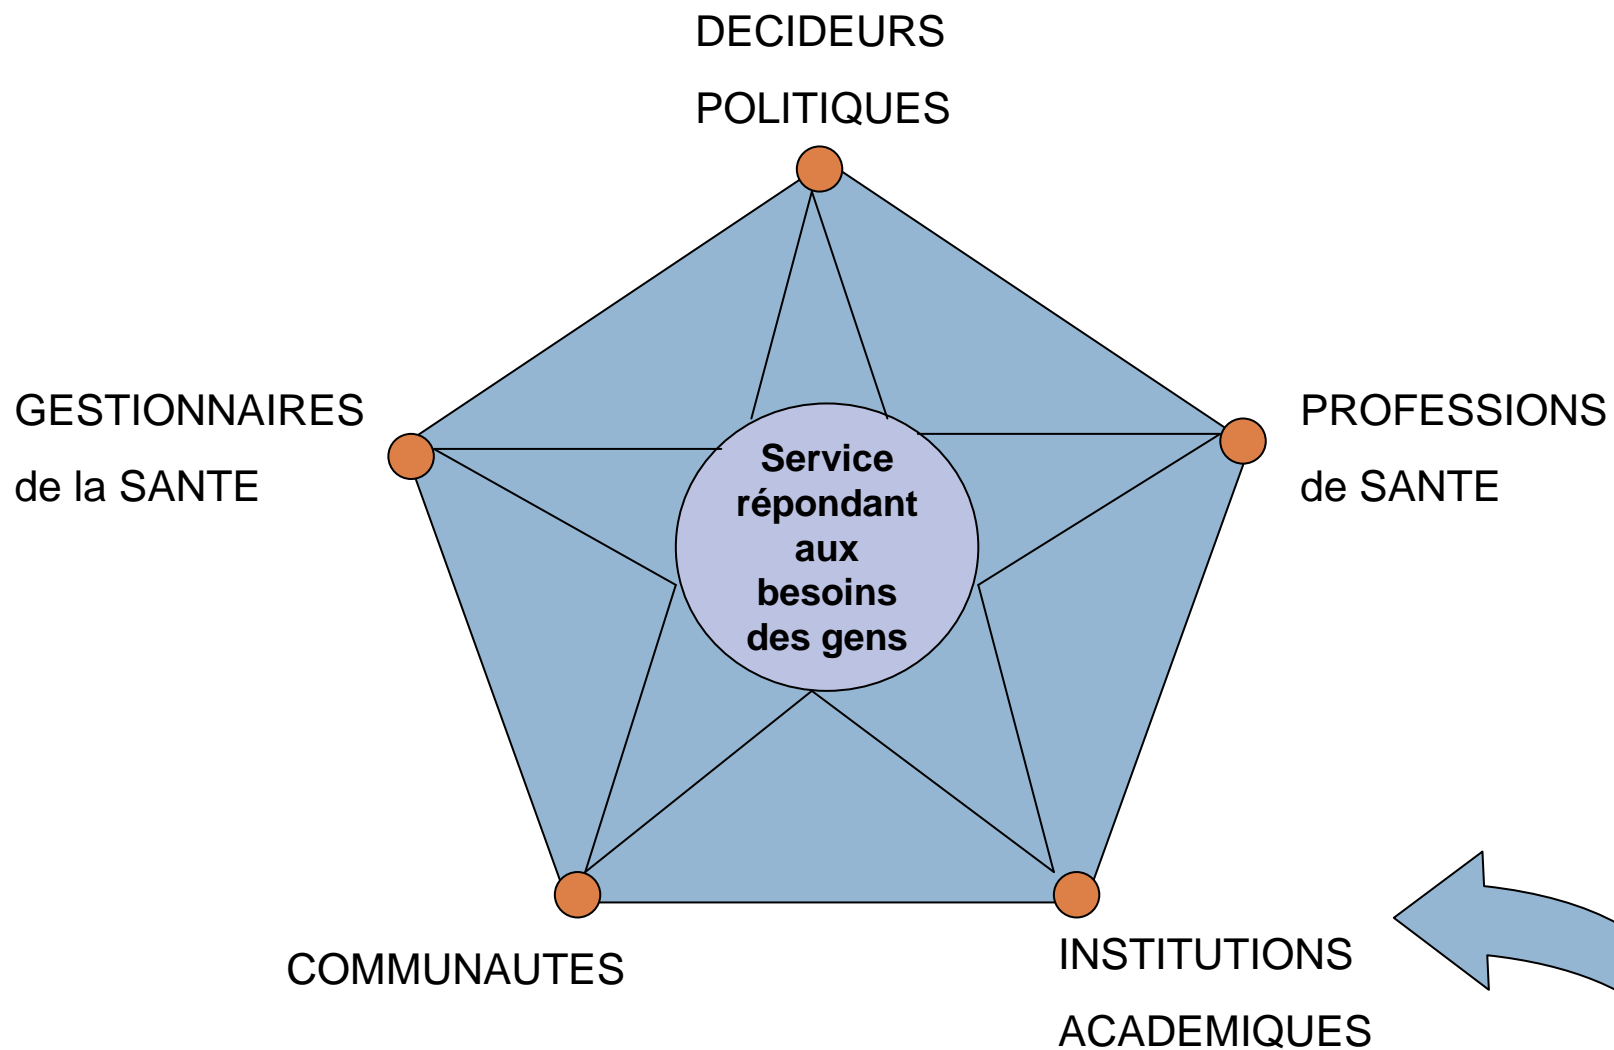 DECIDEURS
POLITIQUES
GESTIONNAIRES
de la SANTE
PROFESSIONS
de SANTE
Service
répondant
aux
besoins
des gens
COMMUNAUTES
INSTITUTIONS
ACADEMIQUES